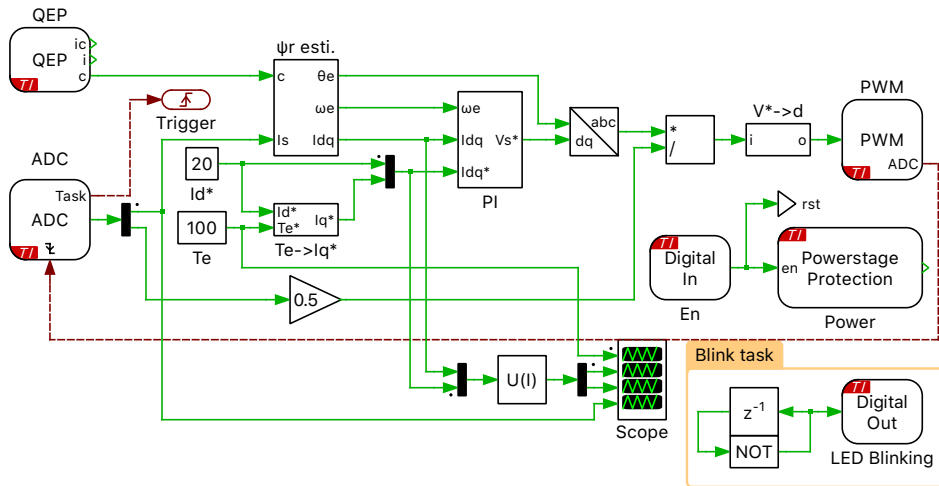 QEP
QEP
ic
i
c
TI
ψr esti.
c
θe
ωe
Is
Idq
Trigger
ADC
Task
ADC
TI
20
Id*
100
Te
Id*
Te*
Iq*
Te->Iq*
0.5
ωe
Idq
Idq*
Vs*
PI
abc
dq
*
/
V*->d
i
o
PWM
PWM
ADC
TI
rst
TI
Digital
In
En
TI
en
Powerstage
Protection
Power
U(I)
Scope
Blink task
z-1
NOT
TI
Digital
Out
LED Blinking